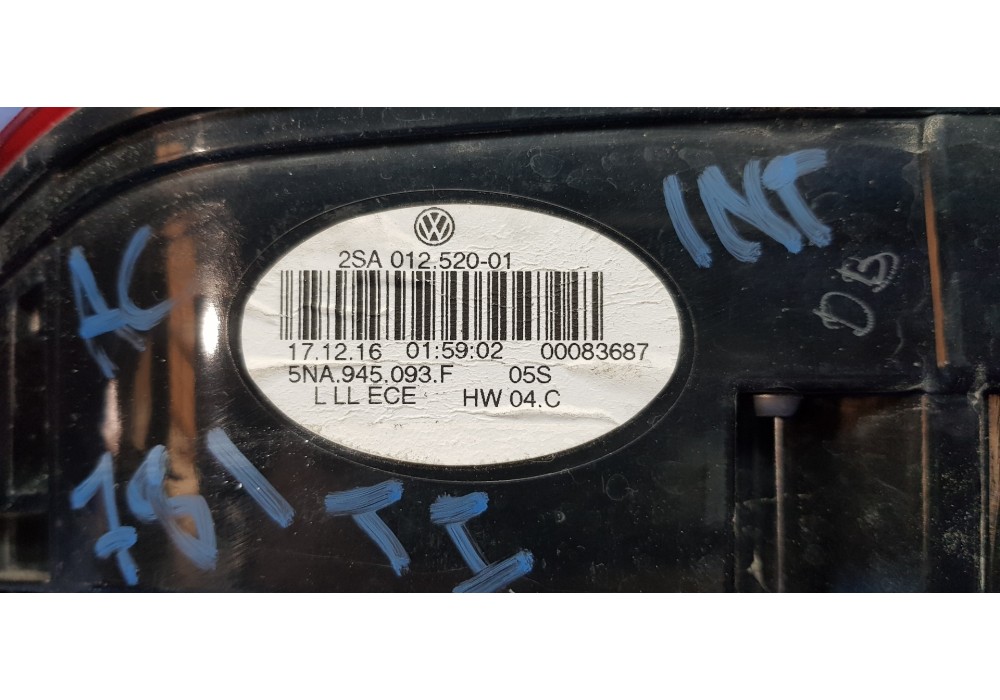 INT
DB
AC
2SA 012.520-01
17.12.16 01:59:02 00083687
5NA.945.093.F 05S
L LL ECE HW 04.C